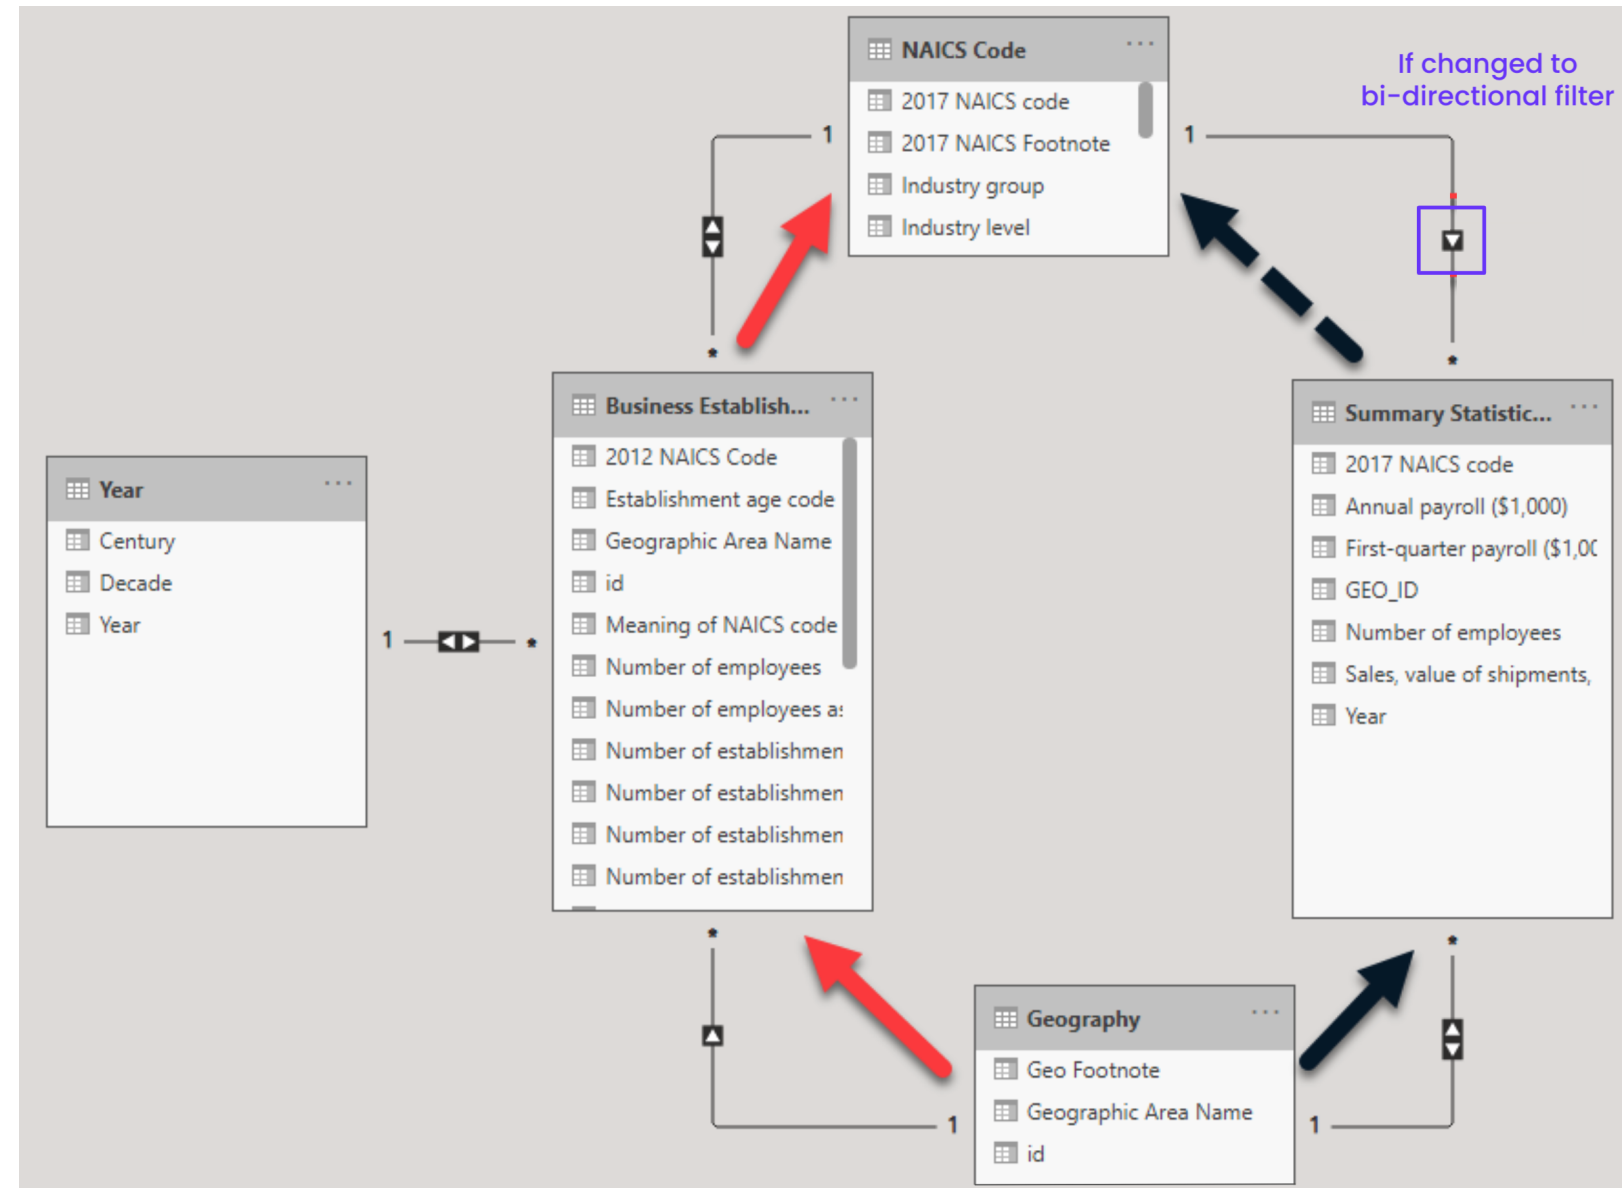 NAICS Code
2017 NAICS code
2017 NAICS Footnote
Industry group
Industry level
If changed to
bi-directional filter
1
1
*
*
Business Establish...
2012 NAICS Code
Establishment age code
Geographic Area Name
id
Meaning of NAICS code
Number of employees
Number of employees as
Number of establishmen
Number of establishmen
Number of establishmen
Number of establishmen
Summary Statistic...
2017 NAICS code
Annual payroll ($1,000)
First-quarter payroll ($1,00
GEO_ID
Number of employees
Sales, value of shipments,
Year
Year
Century
Decade
Year
1
*
*
*
Geography
Geo Footnote
Geographic Area Name
id
1
1